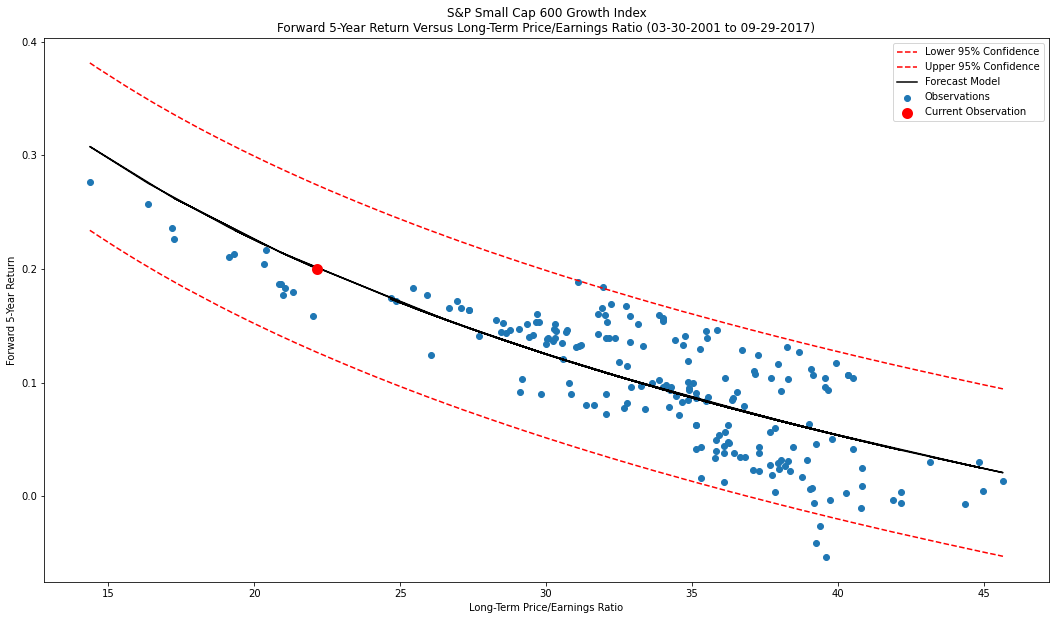 S&P Small Cap 600 Growth Index
Forward 5-Year Return Versus Long-Term Price/Earnings Ratio (03-30-2001 to 09-29-2017)
Lower 95% Confidence
Upper 95% Confidence
Forecast Model
Observations
Current Observation
Forward 5-Year Return
0.4
0.3
0.2
0.1
0.0
15 20 25 30 35 40 45
Long-Term Price/Earnings Ratio